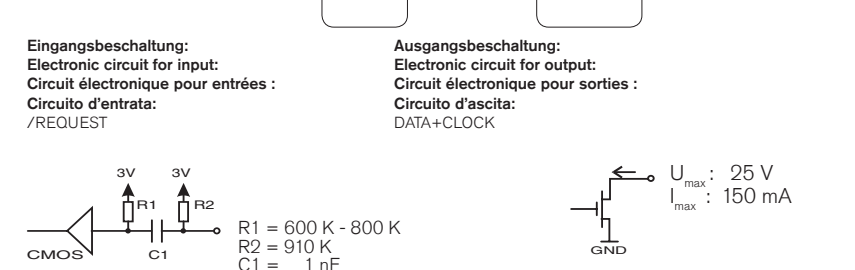 Eingangsbeschaltung:
Electronic circuit for input:
Circuit électronique pour entrées :
Circuito d'entrata:
/REQUEST
Ausgangsbeschaltung:
Electronic circuit for output:
Circuit électronique pour sorties :
Circuito d'ascita:
DATA+CLOCK
3V 3V
R1 R2
CMOS C1
R1 = 600 K - 800 K
R2 = 910 K
C1 = 1 nF
GND
Umax : 25 V
Imax : 150 mA